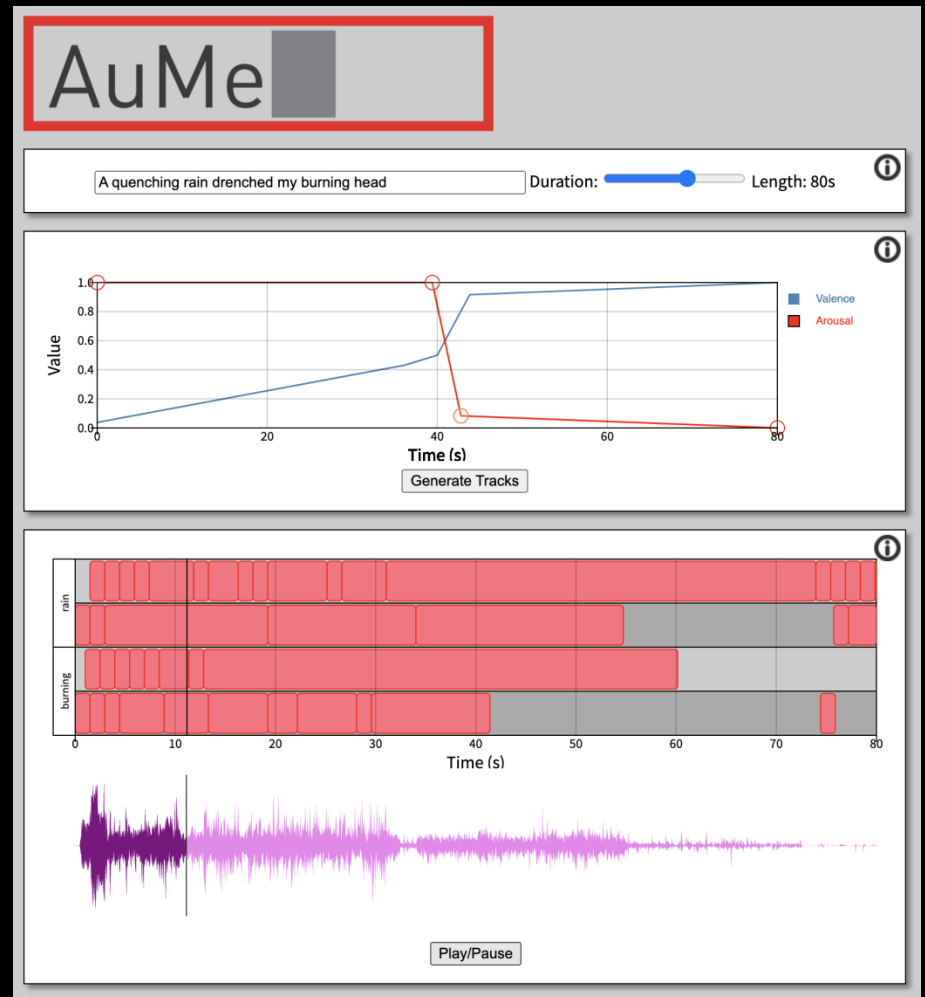 AuMe
A quenching rain drenched my burning head Duration: Length: 80s
1.0
0.8
0.6
0.4
0.2
0.0
Value
0 20 40 60 80
Time (s)
Valence
Arousal
Generate Tracks
rain
burning
0 10 20 30 40 50 60 70 80
Time (s)
Play/Pause